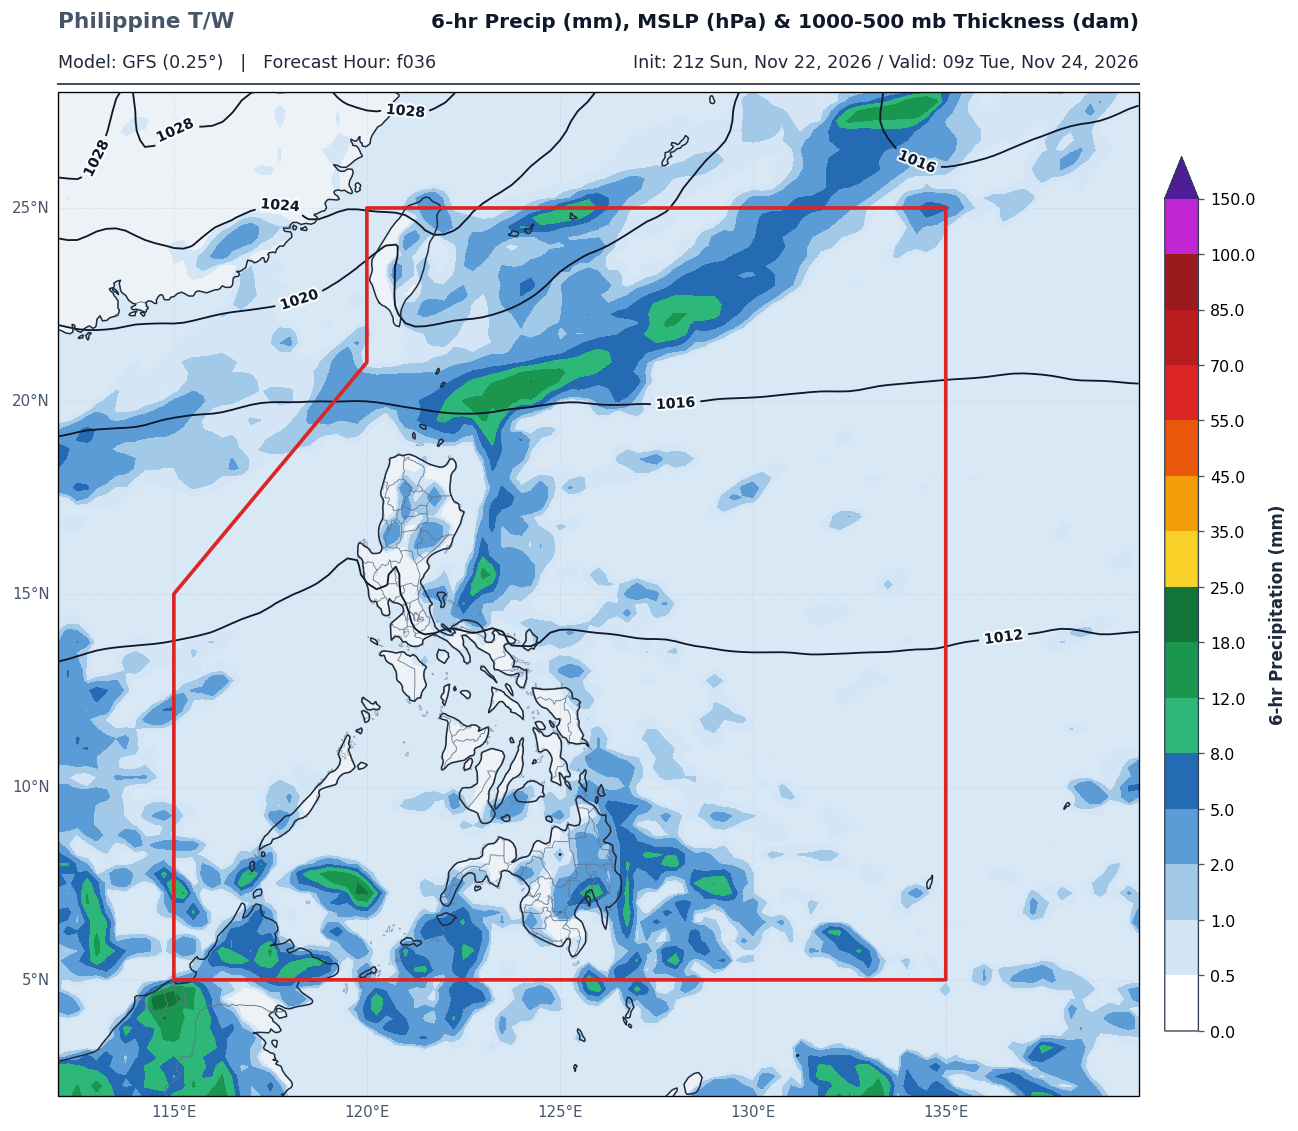 Philippine T/W
6-hr Precip (mm), MSLP (hPa) & 1000-500 mb Thickness (dam)
Model: GFS (0.25°) | Forecast Hour: f036
Init: 21z Sun, Nov 22, 2026 / Valid: 09z Tue, Nov 24, 2026
1028
1028
1028
1016
1024
1020
1016
1012
25°N
20°N
15°N
10°N
5°N
115°E
120°E
125°E
130°E
135°E
150.0
100.0
85.0
70.0
55.0
45.0
35.0
25.0
18.0
12.0
8.0
5.0
2.0
1.0
0.5
0.0
6-hr Precipitation (mm)